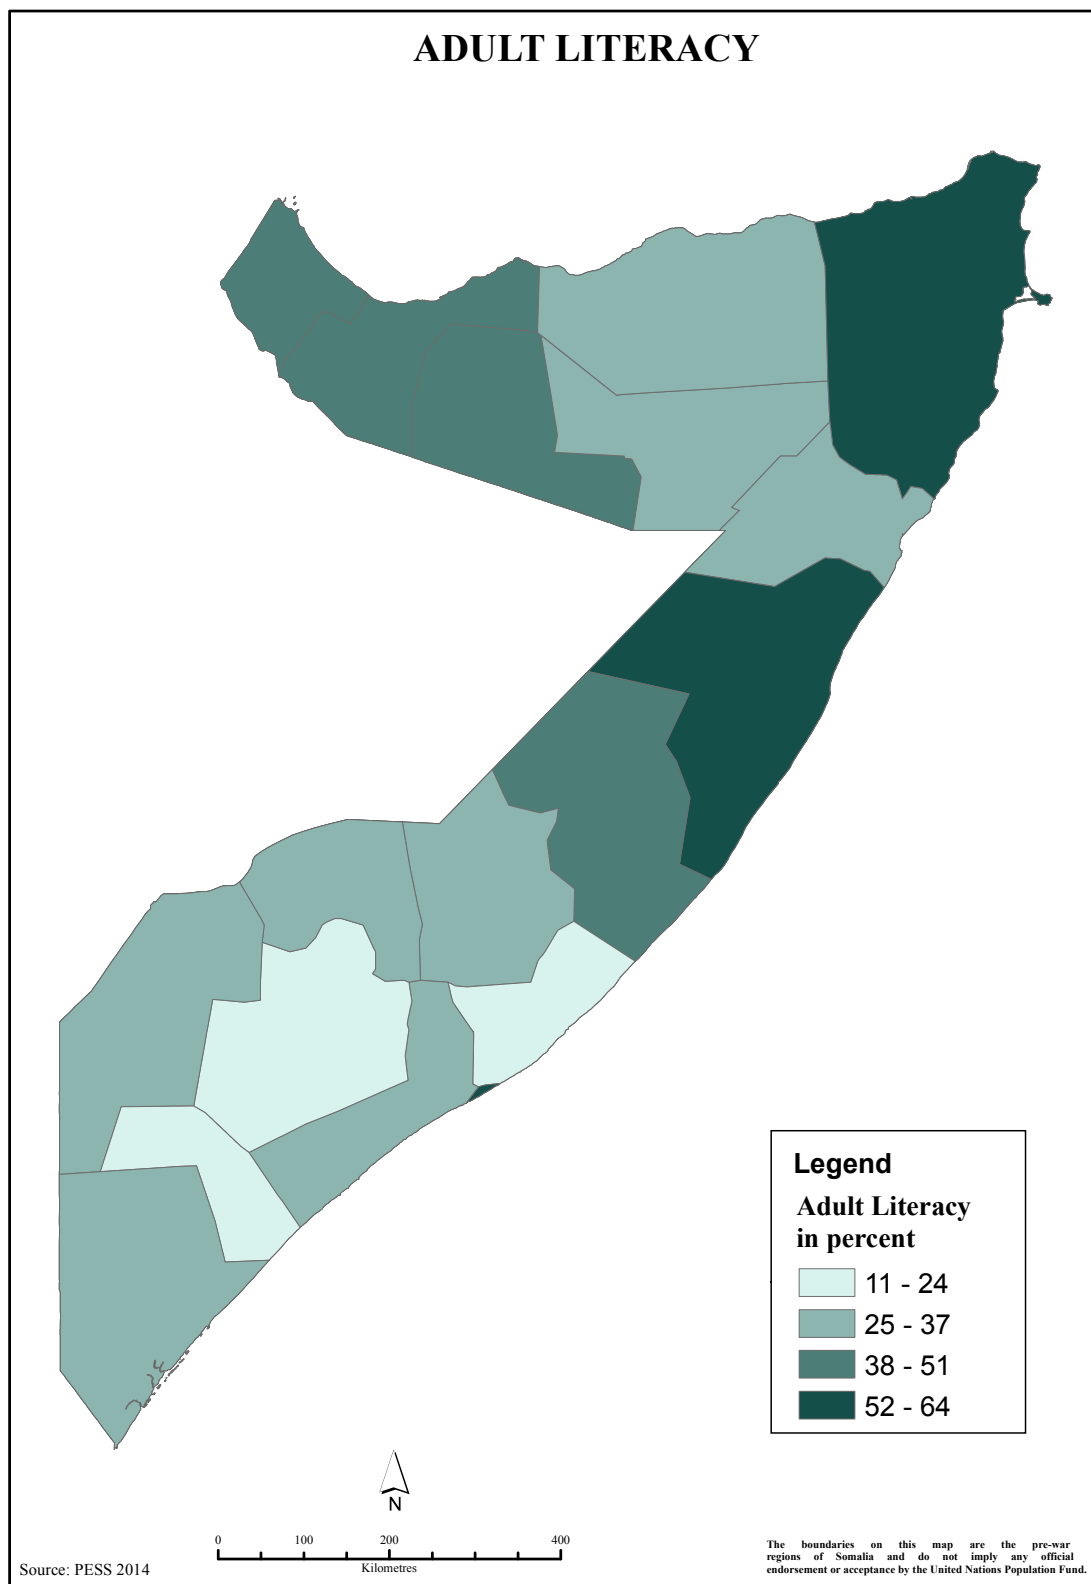 ADULT LITERACY
Legend
Adult Literacy
in percent
11 - 24
25 - 37
38 - 51
52 - 64
N
0 100 200 400
Kilometres
Source: PESS 2014
The boundaries on this map are the pre-war
regions of Somalia and do not imply any official
endorsement or acceptance by the United Nations Population Fund.